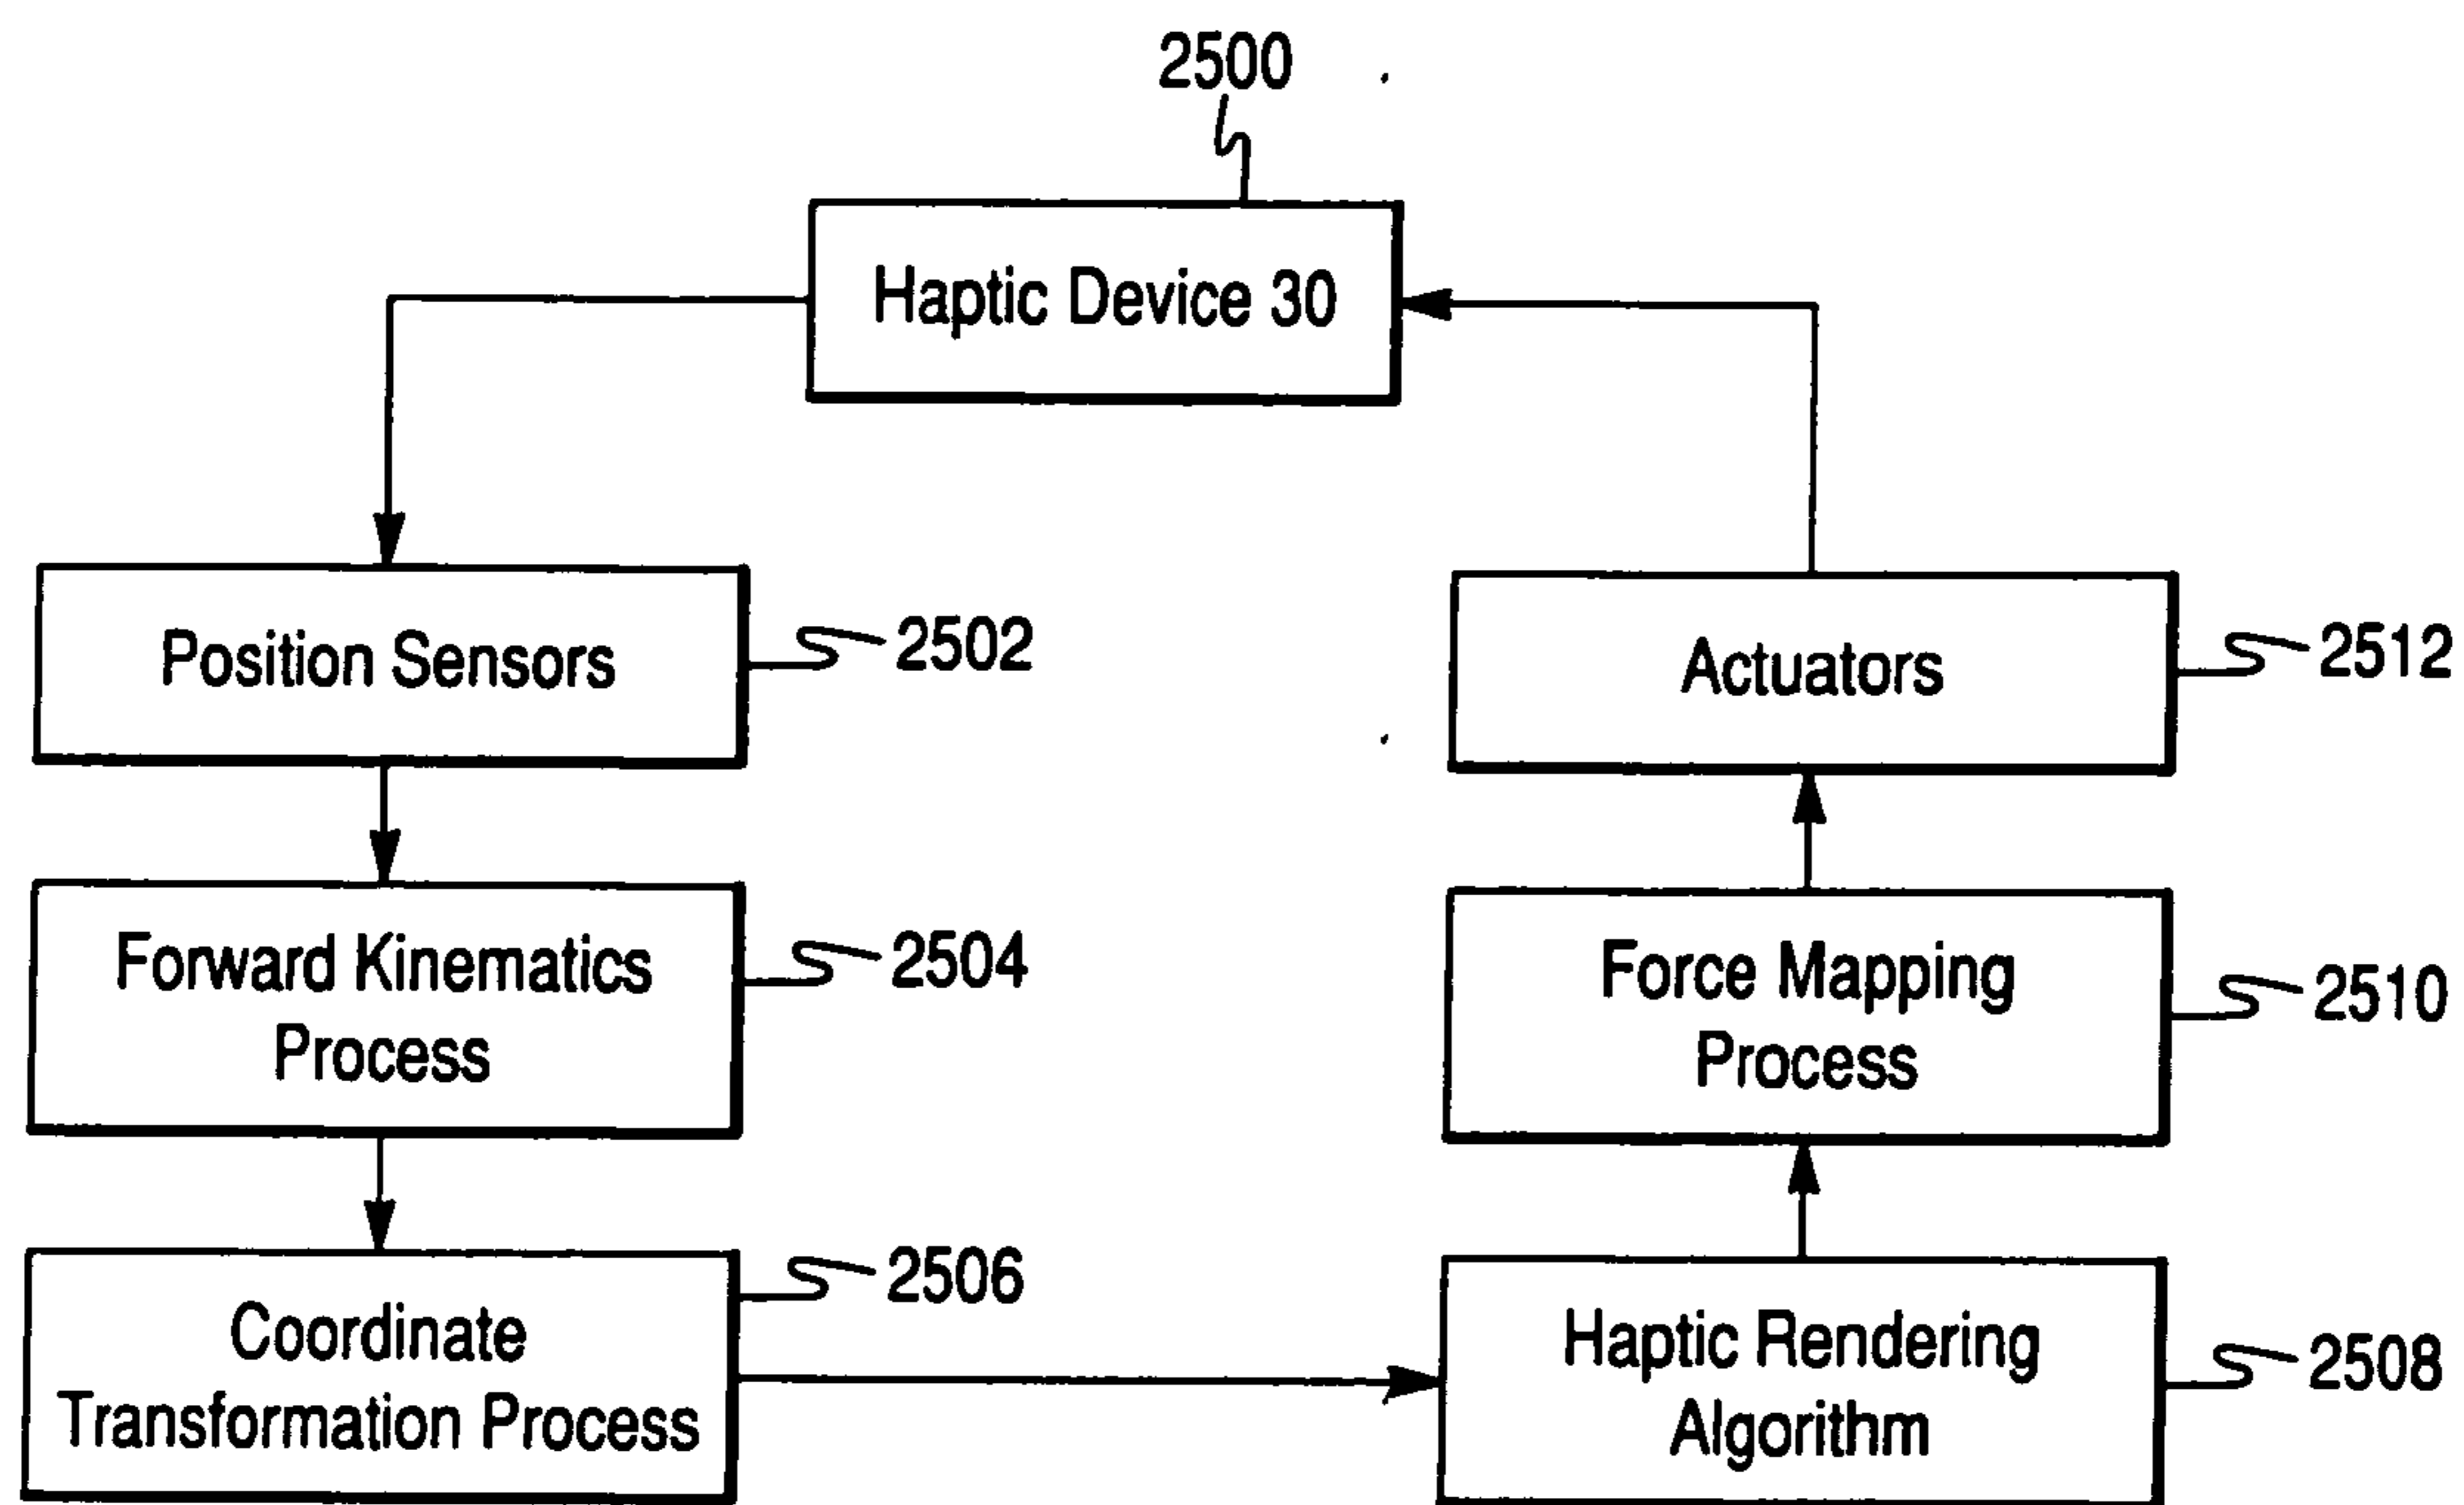 2500
Haptic Device 30
Position Sensors
2502
Actuators
2512
Forward Kinematics
Process
2504
Force Mapping
Process
2510
Coordinate
Transformation Process
2506
Haptic Rendering
Algorithm
2508